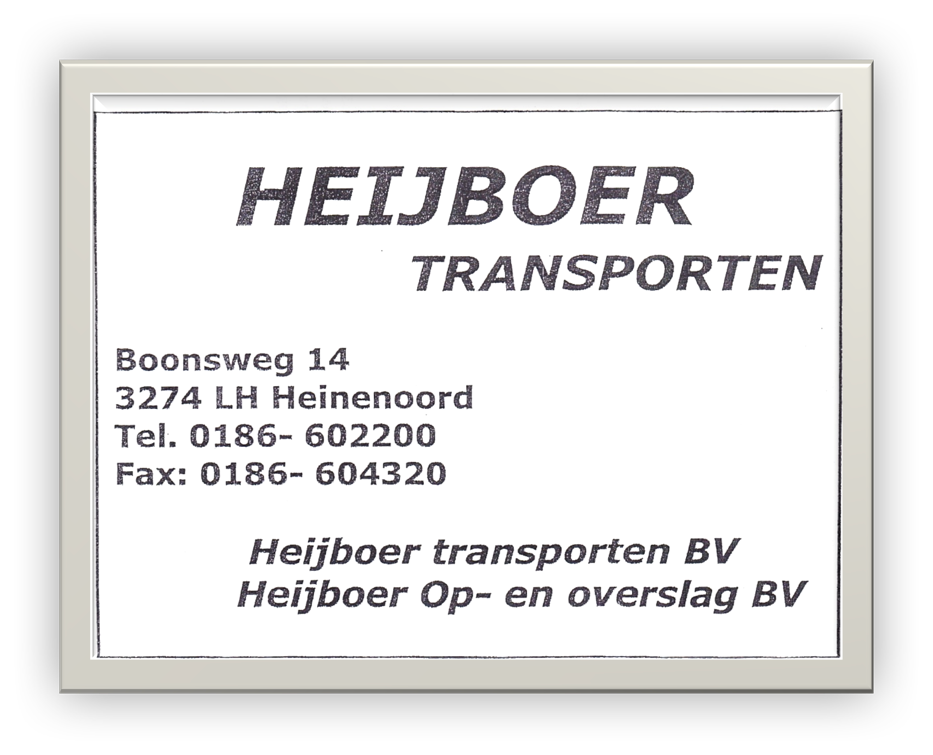 HEIJBOER
TRANSPORTEN
Boonsweg 14
3274 LH Heinenoord
Tel. 0186- 602200
Fax: 0186- 604320
Heijboer transporten BV
Heijboer Op- en overslag BV